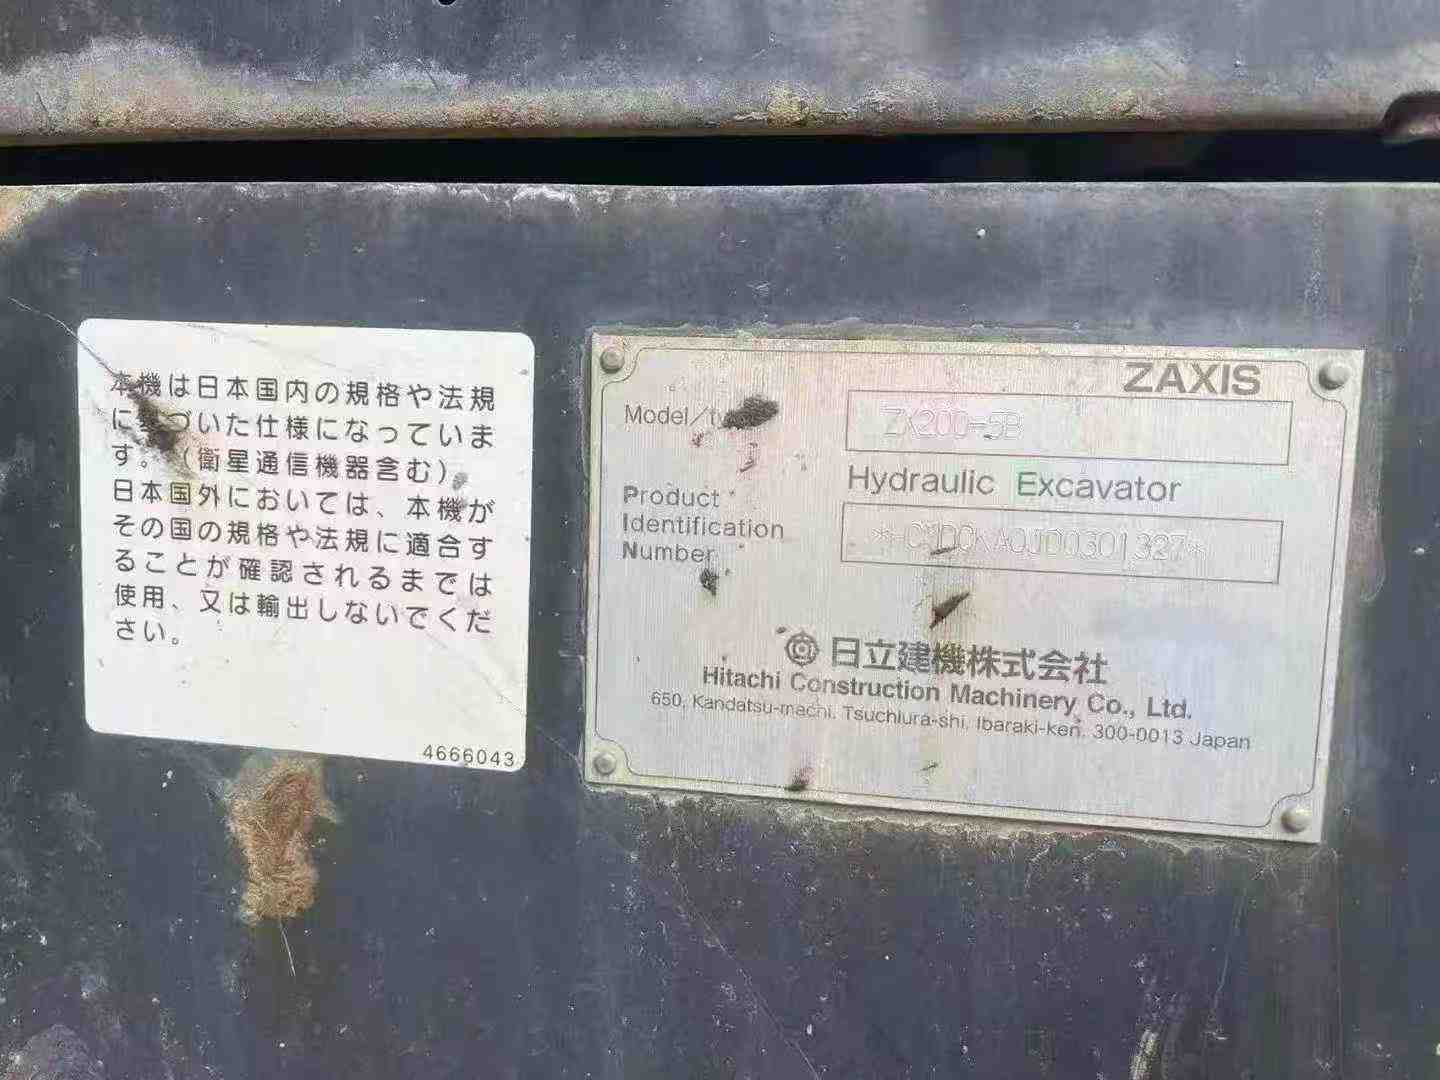 本機は日本国内の規格や法規
に基づいた仕様になっていま
す。(衛星通信機器含む)。
日本国外においては、本機が
その国の規格や法規に適合す
ることが確認されるまでは
使用、又は輸出しないでくだ
さい。
4666043
ZAXIS
Model/ty
ZX200-5B
Hydraulic Excavator
Product
Identification
Number
日立建機株式会社
Hitachi Construction Machinery Co., Ltd.
650, Kandatsu-machi, Tsuchiura-shi, Ibaraki-ken, 300-0013 Japan